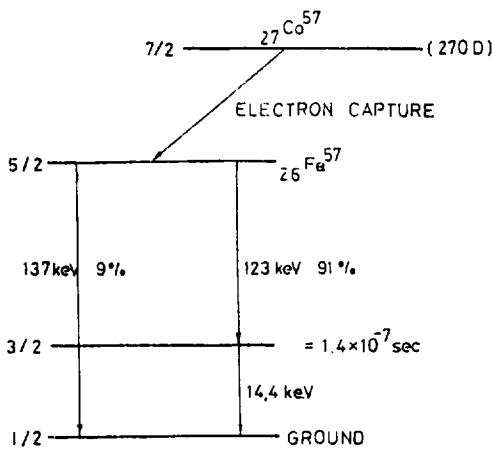 7/2 27Co57 (270D)
ELECTRON CAPTURE
5/2 26Fe57
137keV 9% 123 keV 91%
3/2 = 1.4×10-7sec
14,4 keV
1/2 GROUND